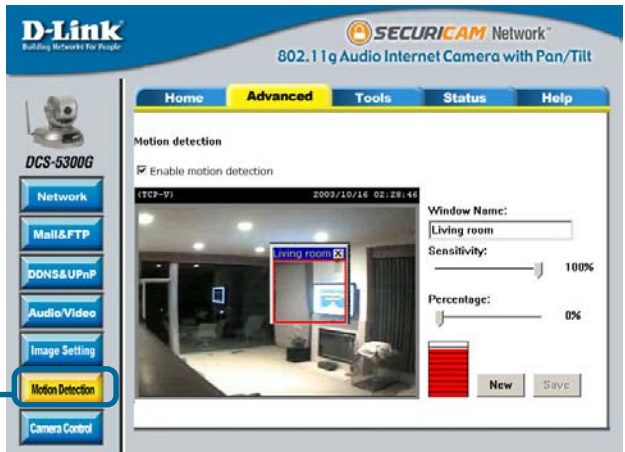 D-Link
Building Networks for People
SECURICAM Network™
802.11g Audio Internet Camera with Pan/Tilt
Home
Advanced
Tools
Status
Help
DCS-5300G
Network
Mail&FTP
DDNS&UPnP
Audio/Video
Image Setting
Motion Detection
Camera Control
Motion detection
Enable motion detection
(TCP-V) 2003/10/16 02:28:46
Living room
Window Name:
Living room
Sensitivity:
100%
Percentage:
0%
New
Save